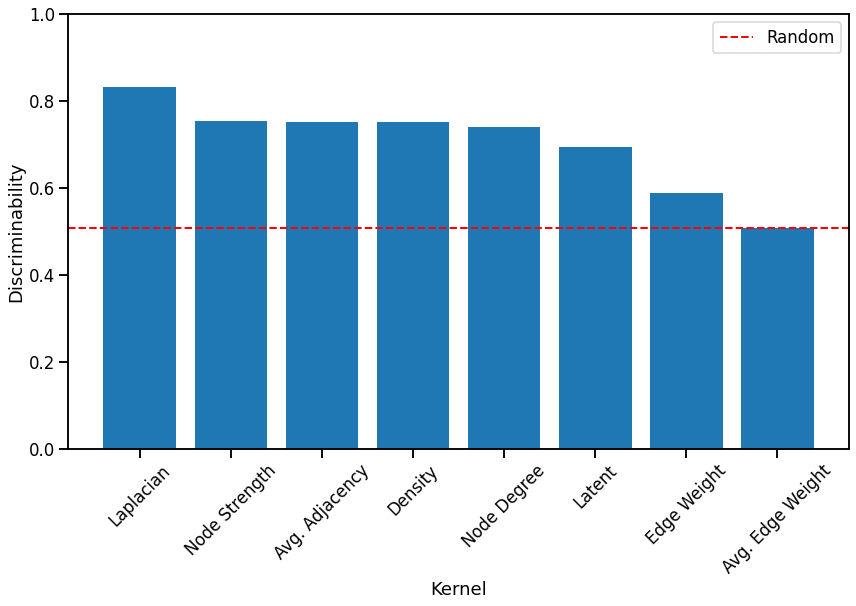 1.0
0.8
0.6
0.4
0.2
0.0
Discriminability
Random
Laplacian
Node Strength
Avg. Adjacency
Density
Node Degree
Latent
Edge Weight
Avg. Edge Weight
Kernel